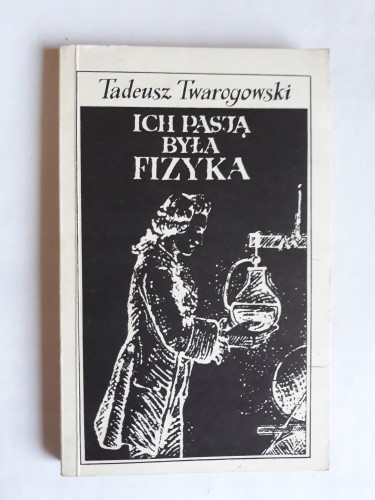 Tadeusz Twarogowski
ICH PASJĄ
BYŁA
FIZYKA